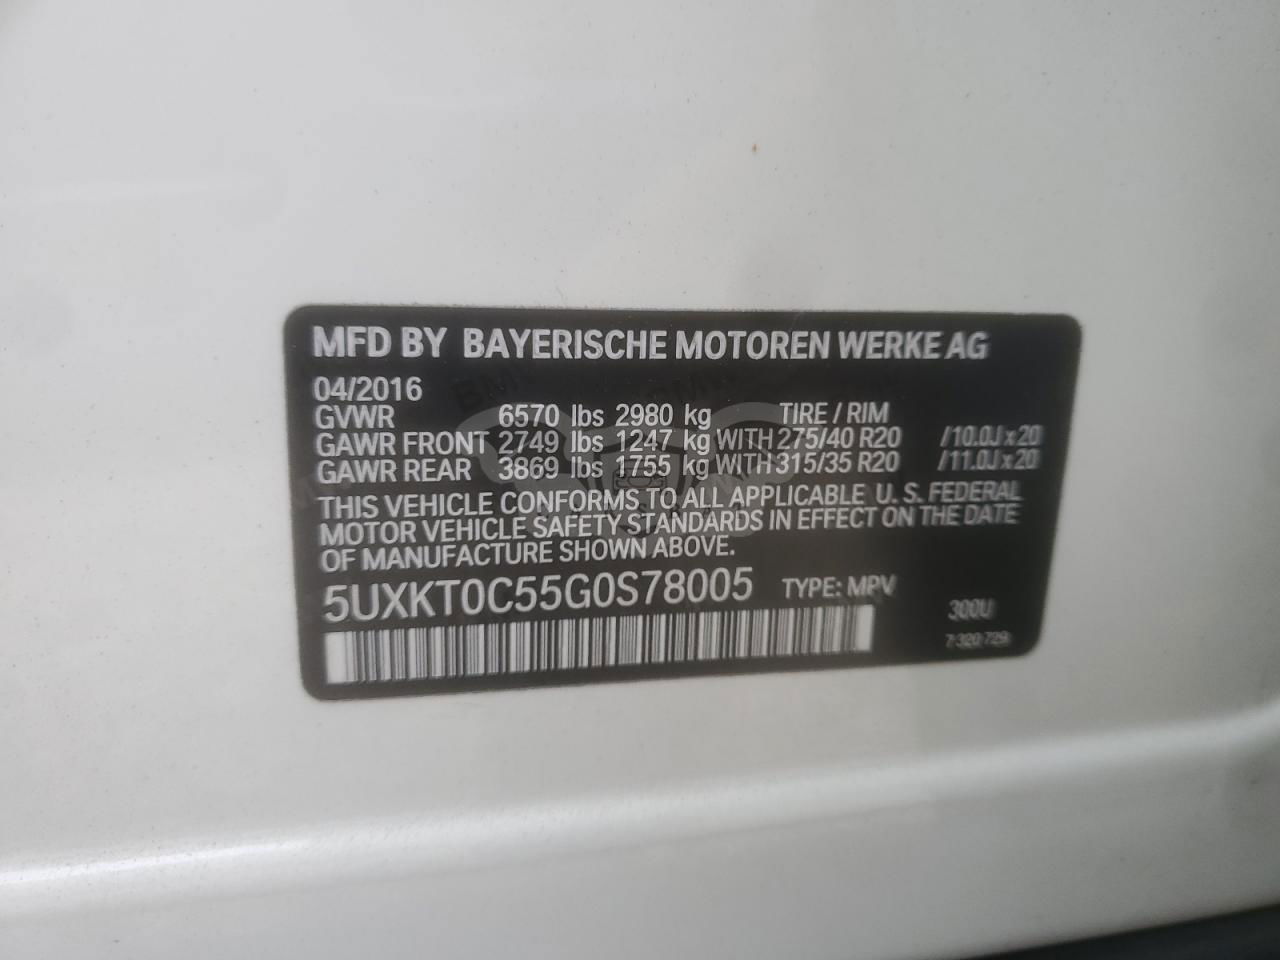 MFD BY BAYERISCHE MOTOREN WERKE AG
04/2016
GVWR 6570 lbs 2980 kg TIRE / RIM
GAWR FRONT 2749 lbs 1247 kg WITH 275/40 R20 /10.0J x 20
GAWR REAR 3869 lbs 1755 kg WITH 315/35 R20 /11.0J x 20
THIS VEHICLE CONFORMS TO ALL APPLICABLE U. S. FEDERAL
MOTOR VEHICLE SAFETY STANDARDS IN EFFECT ON THE DATE
OF MANUFACTURE SHOWN ABOVE.
5UXKT0C55G0S78005 TYPE: MPV
300U
7 320 729